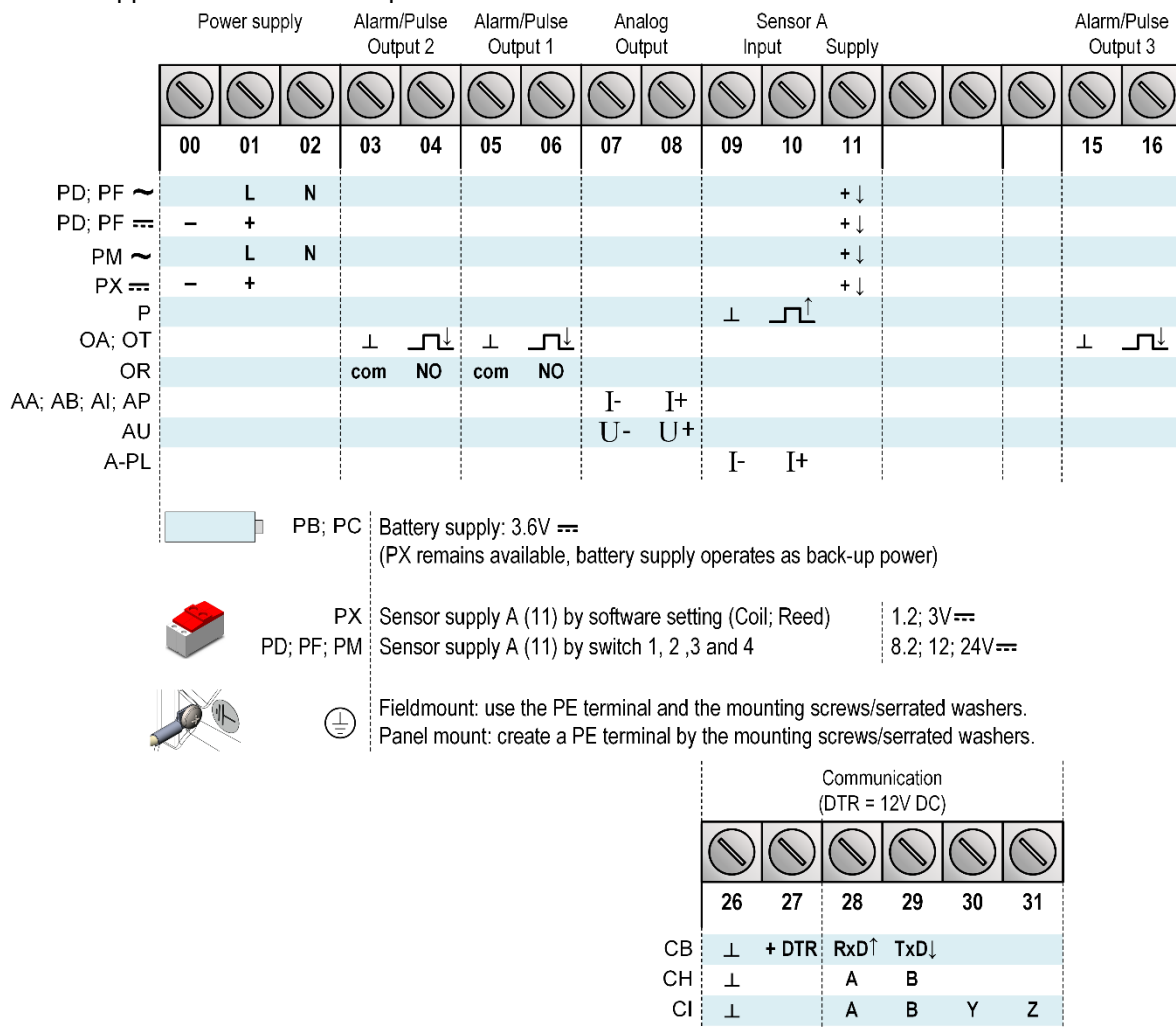 Power supply Alarm/Pulse Alarm/Pulse Analog Sensor A Alarm/Pulse
Output 2 Output 1 Output Input Supply Output 3
00 01 02 03 04 05 06 07 08 09 10 11 15 16
PD; PF ~ L N + ↓
PD; PF ⎓ – + + ↓
PM ~ L N + ↓
PX ⎓ – + + ↓
P ⊥ ↑
OA; OT ⊥ ↓ ⊥ ↓ ⊥ ↓
OR com NO com NO
AA; AB; AI; AP I- I+
AU U- U+
A-PL I- I+
PB; PC Battery supply: 3.6V ⎓
(PX remains available, battery supply operates as back-up power)
PX Sensor supply A (11) by software setting (Coil; Reed) 1.2; 3V⎓
PD; PF; PM Sensor supply A (11) by switch 1, 2 ,3 and 4 8.2; 12; 24V⎓
Fieldmount: use the PE terminal and the mounting screws/serrated washers.
Panel mount: create a PE terminal by the mounting screws/serrated washers.
Communication
(DTR = 12V DC)
26 27 28 29 30 31
CB ⊥ + DTR RxD↑ TxD↓
CH ⊥ A B
CI ⊥ A B Y Z